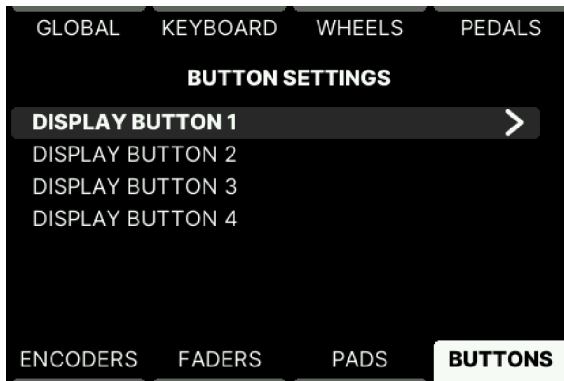 GLOBAL KEYBOARD WHEELS PEDALS
BUTTON SETTINGS
DISPLAY BUTTON 1
DISPLAY BUTTON 2
DISPLAY BUTTON 3
DISPLAY BUTTON 4
ENCODERS FADERS PADS BUTTONS